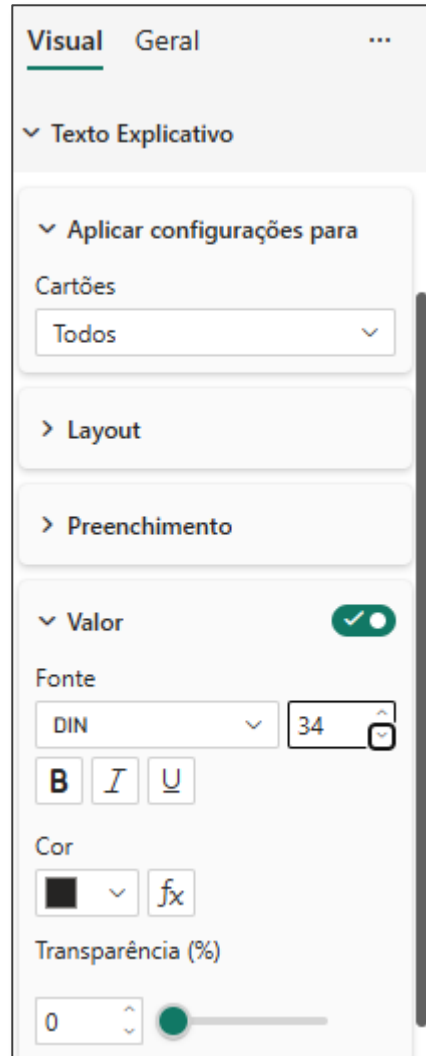 Visual Geral ...
Texto Explicativo
Aplicar configurações para
Cartões
Todos
Layout
Preenchimento
Valor
Fonte
DIN 34
B I U
Cor
fx
Transparência (%)
0